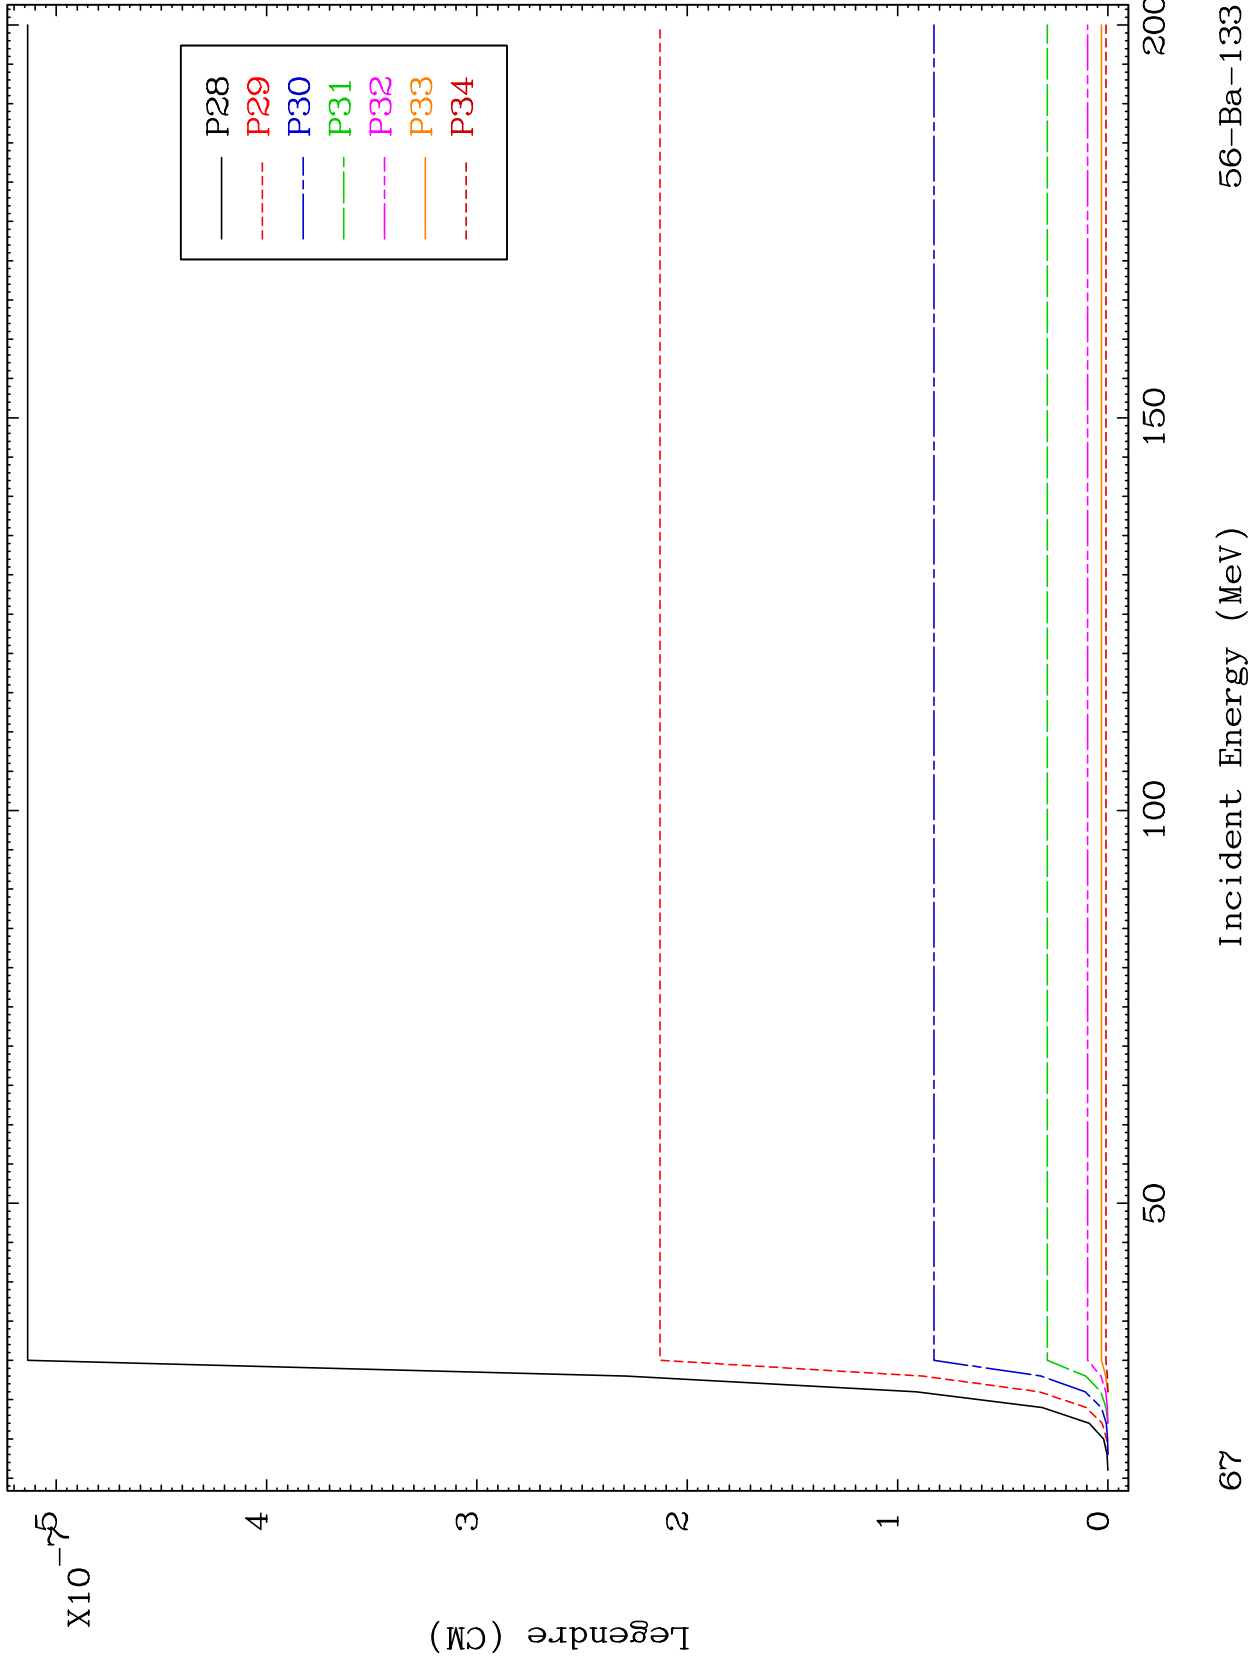 X10
-7
5
4
3
2
1
0
Legendre (CM)
P28
P29
P30
P31
P32
P33
P34
50
100
150
200
Incident Energy (MeV)
67
56-Ba-133